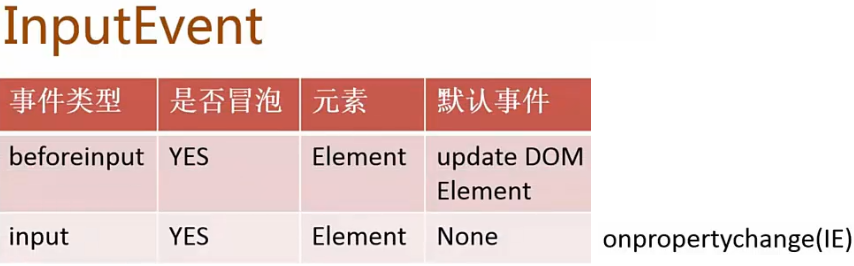 InputEvent
事件类型 是否冒泡 元素 默认事件
beforeinput YES Element update DOM
Element
input YES Element None onpropertychange(IE)